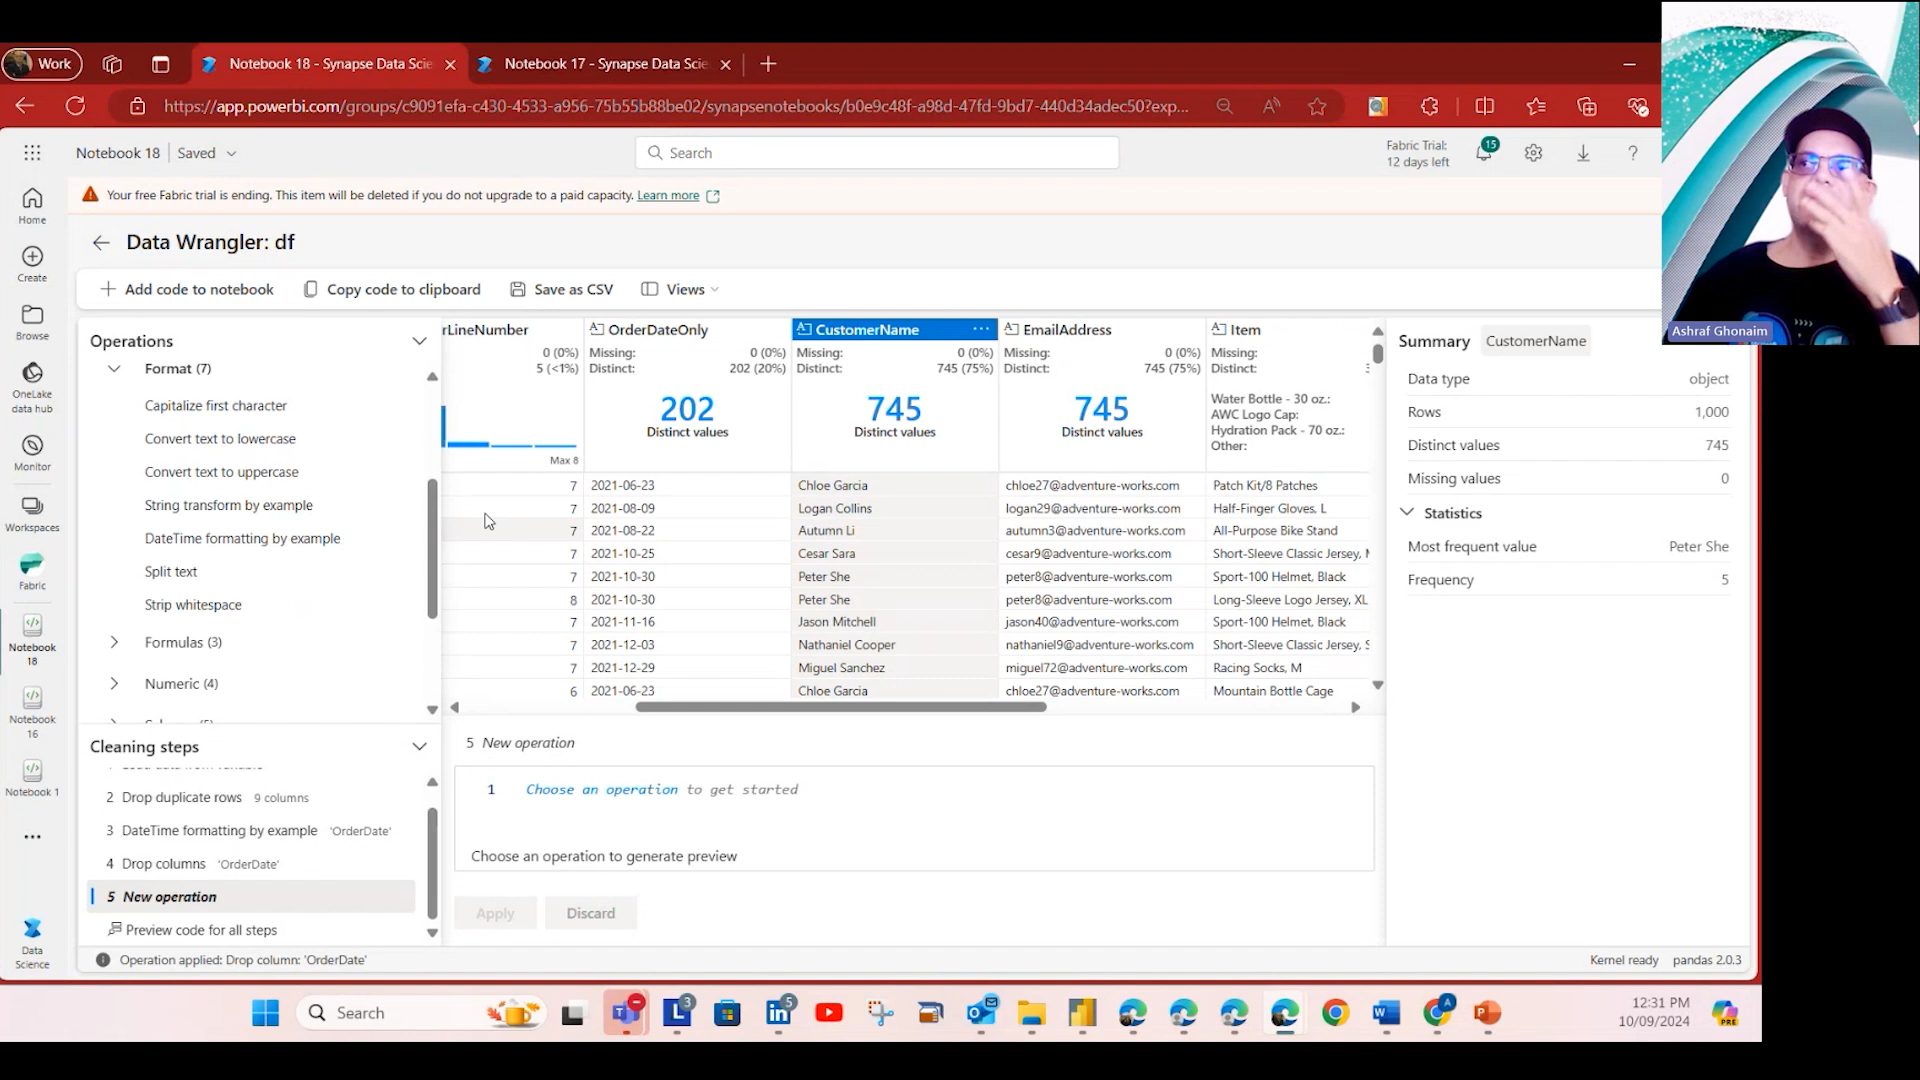 Work
Notebook 18 - Synapse Data Scie
Notebook 17 - Synapse Data Scie
https://app.powerbi.com/groups/c9091efa-c430-4533-a956-75b55b88be02/synapsenotebooks/b0e9c48f-a98d-47fd-9bd7-440d34adec50?exp...
Notebook 18 | Saved
Search
Fabric Trial:
12 days left
15
?
Your free Fabric trial is ending. This item will be deleted if you do not upgrade to a paid capacity. Learn more
Ashraf Ghonaim
Home
Create
Browse
OneLake
data hub
Monitor
Workspaces
Fabric
Notebook
18
Notebook
16
Notebook 1
Data
Science
Data Wrangler: df
Add code to notebook
Copy code to clipboard
Save as CSV
Views
Operations
Format (7)
Capitalize first character
Convert text to lowercase
Convert text to uppercase
String transform by example
DateTime formatting by example
Split text
Strip whitespace
Formulas (3)
Numeric (4)
Cleaning steps
2 Drop duplicate rows 9 columns
3 DateTime formatting by example 'OrderDate'
4 Drop columns 'OrderDate'
5 New operation
Preview code for all steps
rLineNumber OrderDateOnly CustomerName ··· EmailAddress Item
0 (0%) Missing: 0 (0%) Missing: 0 (0%) Missing: 0 (0%) Missing:
5 (<1%) Distinct: 202 (20%) Distinct: 745 (75%) Distinct: 745 (75%) Distinct:
Max 8
202
Distinct values
745
Distinct values
745
Distinct values
Water Bottle - 30 oz.:
AWC Logo Cap:
Hydration Pack - 70 oz.:
Other:
7 2021-06-23 Chloe Garcia chloe27@adventure-works.com Patch Kit/8 Patches
7 2021-08-09 Logan Collins logan29@adventure-works.com Half-Finger Gloves, L
7 2021-08-22 Autumn Li autumn3@adventure-works.com All-Purpose Bike Stand
7 2021-10-25 Cesar Sara cesar9@adventure-works.com Short-Sleeve Classic Jersey,
7 2021-10-30 Peter She peter8@adventure-works.com Sport-100 Helmet, Black
8 2021-10-30 Peter She peter8@adventure-works.com Long-Sleeve Logo Jersey, XL
7 2021-11-16 Jason Mitchell jason40@adventure-works.com Sport-100 Helmet, Black
7 2021-12-03 Nathaniel Cooper nathaniel9@adventure-works.com Short-Sleeve Classic Jersey,
7 2021-12-29 Miguel Sanchez miguel72@adventure-works.com Racing Socks, M
6 2021-06-23 Chloe Garcia chloe27@adventure-works.com Mountain Bottle Cage
5 New operation
1 Choose an operation to get started
Choose an operation to generate preview
Apply
Discard
Summary CustomerName
Data type object
Rows 1,000
Distinct values 745
Missing values 0
Statistics
Most frequent value Peter She
Frequency 5
Operation applied: Drop column: 'OrderDate'
Kernel ready pandas 2.0.3
Search
3
5
12:31 PM
10/09/2024